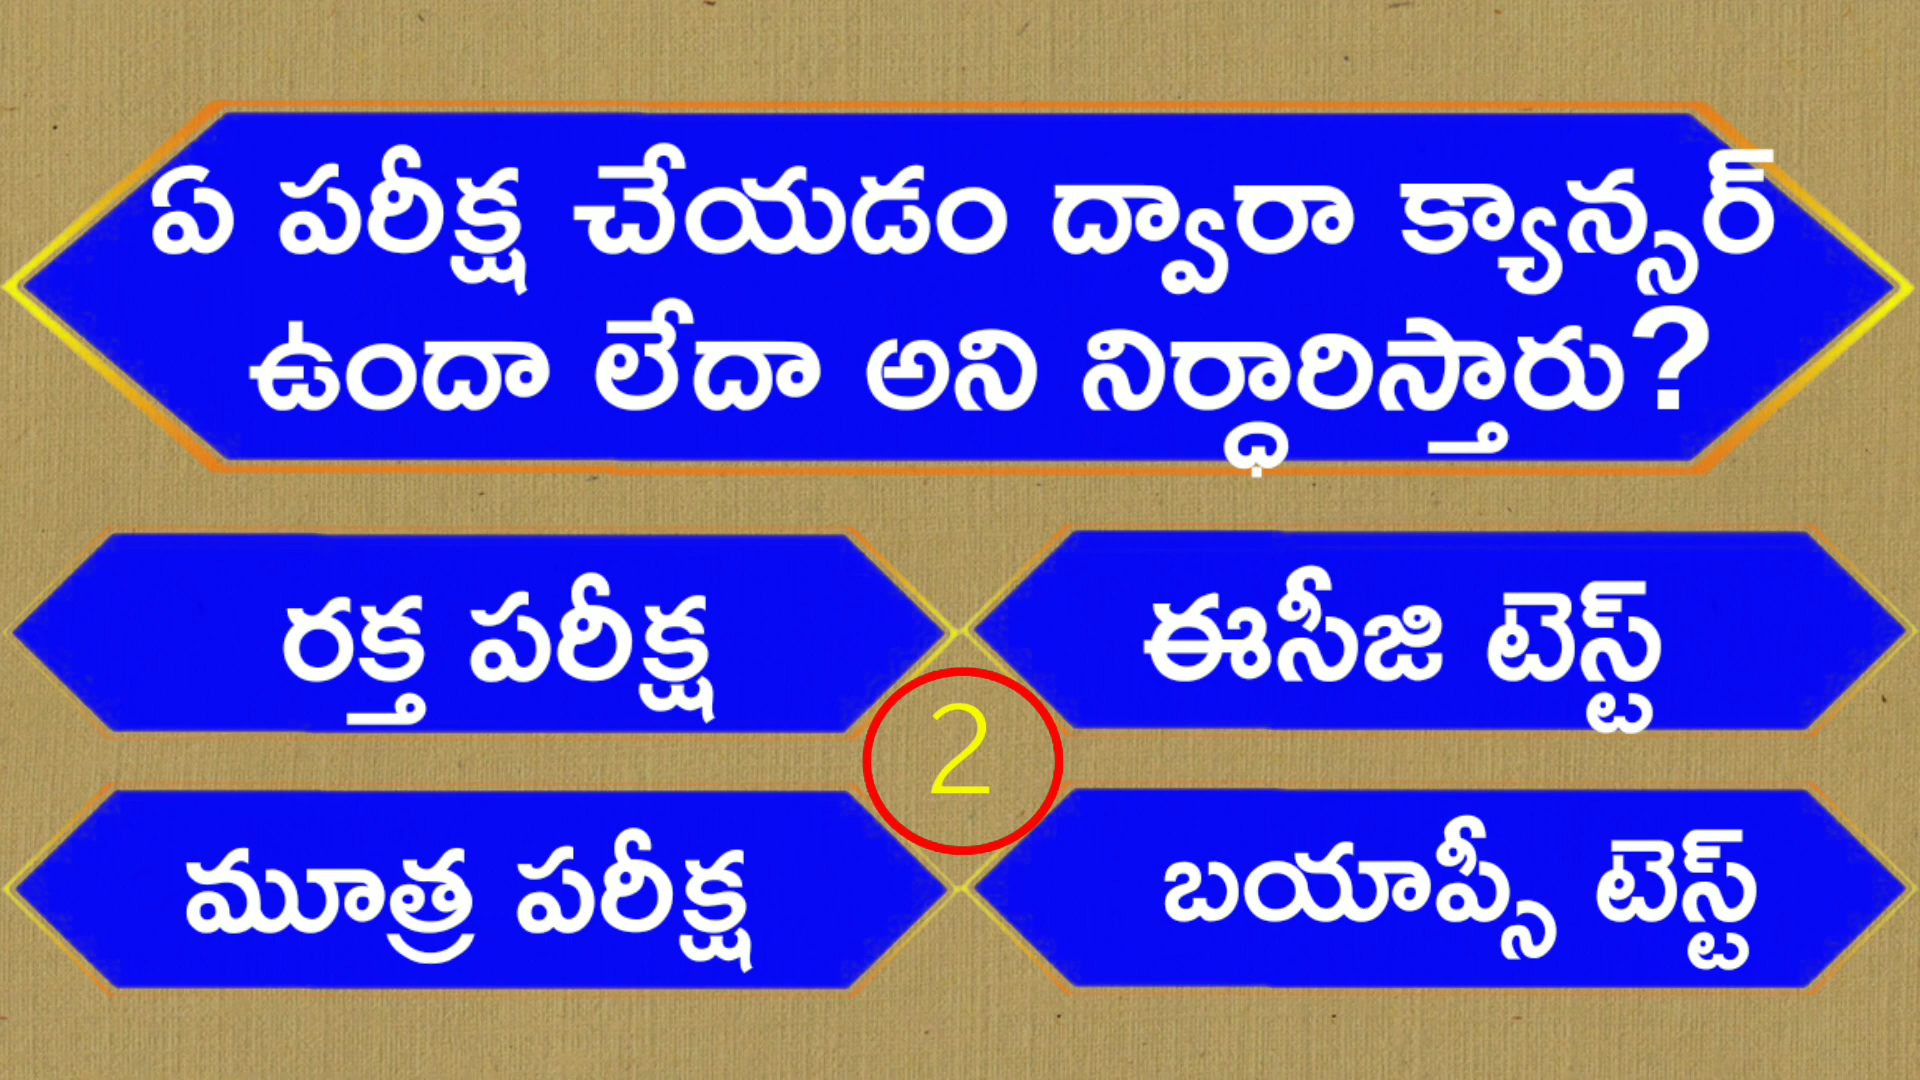 ఏ పరీక్ష చేయడం ద్వారా క్యాన్సర్
ఉందా లేదా అని నిర్ధారిస్తారు?
రక్త పరీక్ష
ఈసీజి టెస్ట్
2
మూత్ర పరీక్ష
బయాప్సీ టెస్ట్